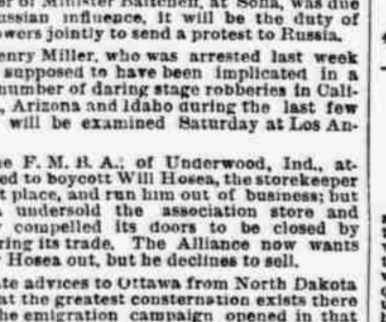 er of Minister Baltchen, at Sofia, was due
ussian influence, it will be the duty of
owers jointly to send a protest to Russia.
enry Miller, who was arrested last week
supposed to have been implicated in a
number of daring stage robberies in Cali-
, Arizona and Idaho during the last few
will be examined Saturday at Los An-
e F. M. B. A., of Underwood, Ind., at-
ed to boycott Will Hosea, the storekeeper
t place, and run him out of business; but
undersold the association store and
compelled its doors to be closed by
ring its trade. The Alliance now wants
Hosea out, but he declines to sell.
te advices to Ottawa from North Dakota
at the greatest consternation exists there
he emigration campaign opened in that